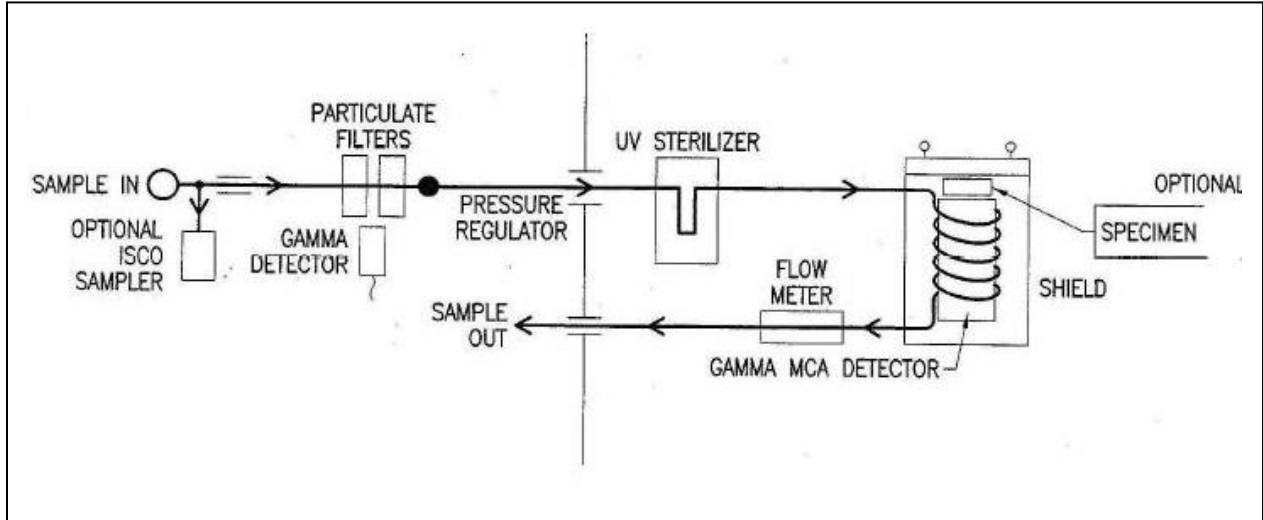 PARTICULATE
FILTERS
UV STERILIZER
SAMPLE IN
OPTIONAL
OPTIONAL
ISCO
SAMPLER
GAMMA
DETECTOR
PRESSURE
REGULATOR
SPECIMEN
FLOW
METER
SHIELD
SAMPLE
OUT
GAMMA MCA DETECTOR